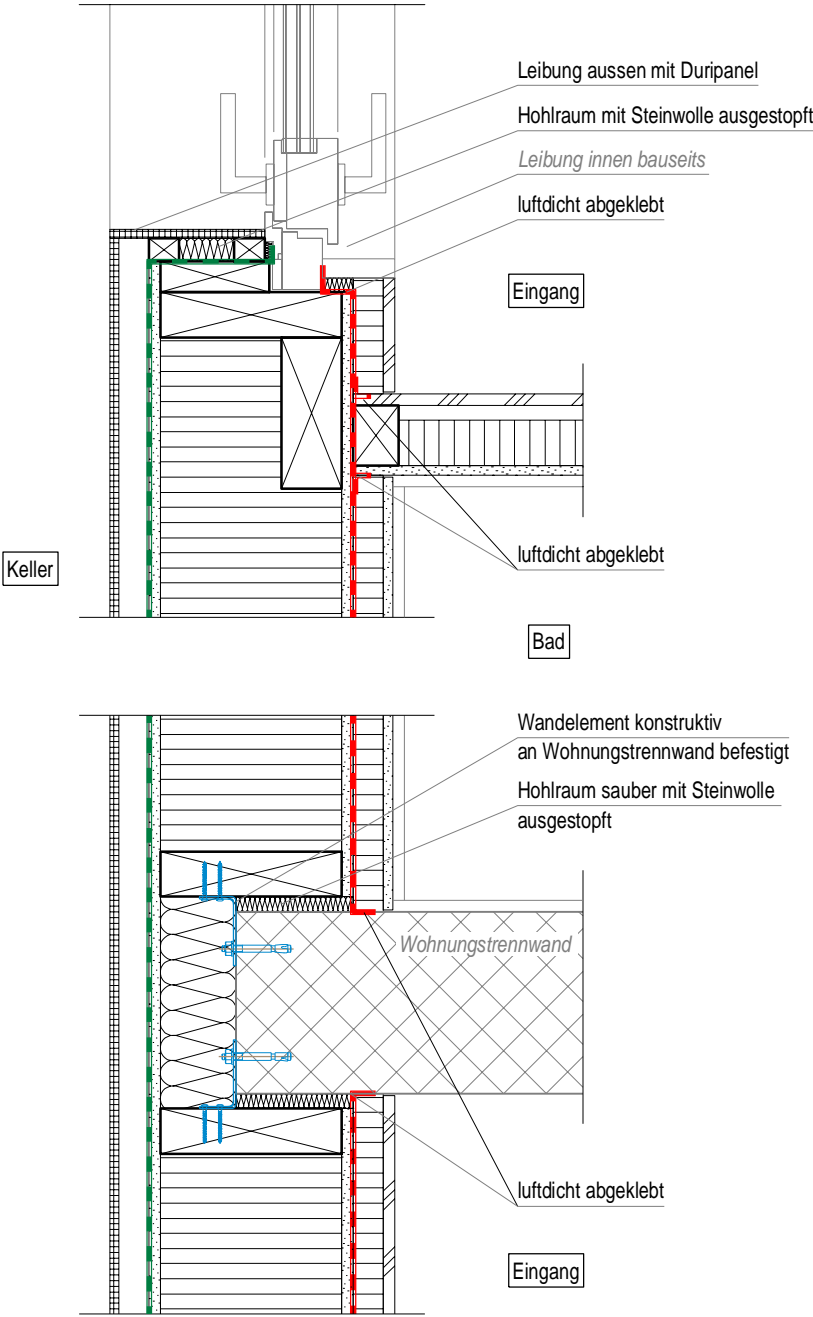 Leibung aussen mit Duripanel
Hohlraum mit Steinwolle ausgestopft
Leibung innen bauseits
luftdicht abgeklebt
Eingang
luftdicht abgeklebt
Keller
Bad
Wandelement konstruktiv
an Wohnungstrennwand befestigt
Hohlraum sauber mit Steinwolle
ausgestopft
Wohnungstrennwand
luftdicht abgeklebt
Eingang